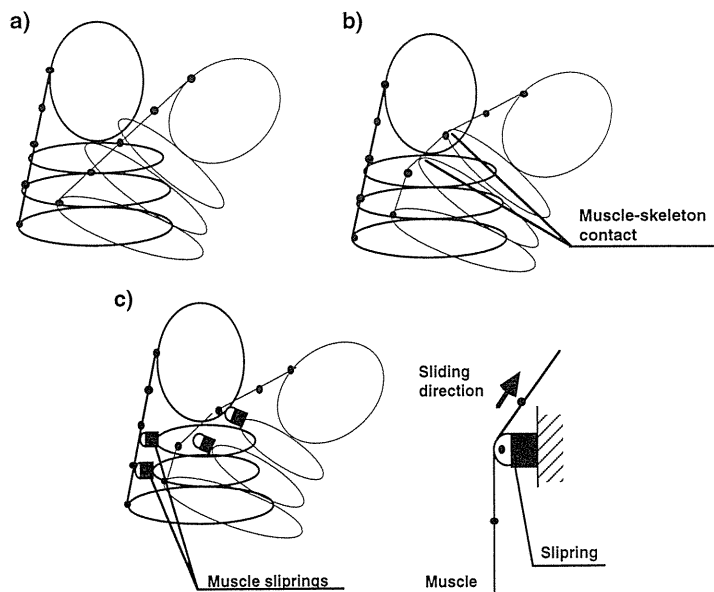 a)
b)
Muscle-skeleton
contact
c)
Sliding
direction
Muscle sliprings
Muscle
Slipring